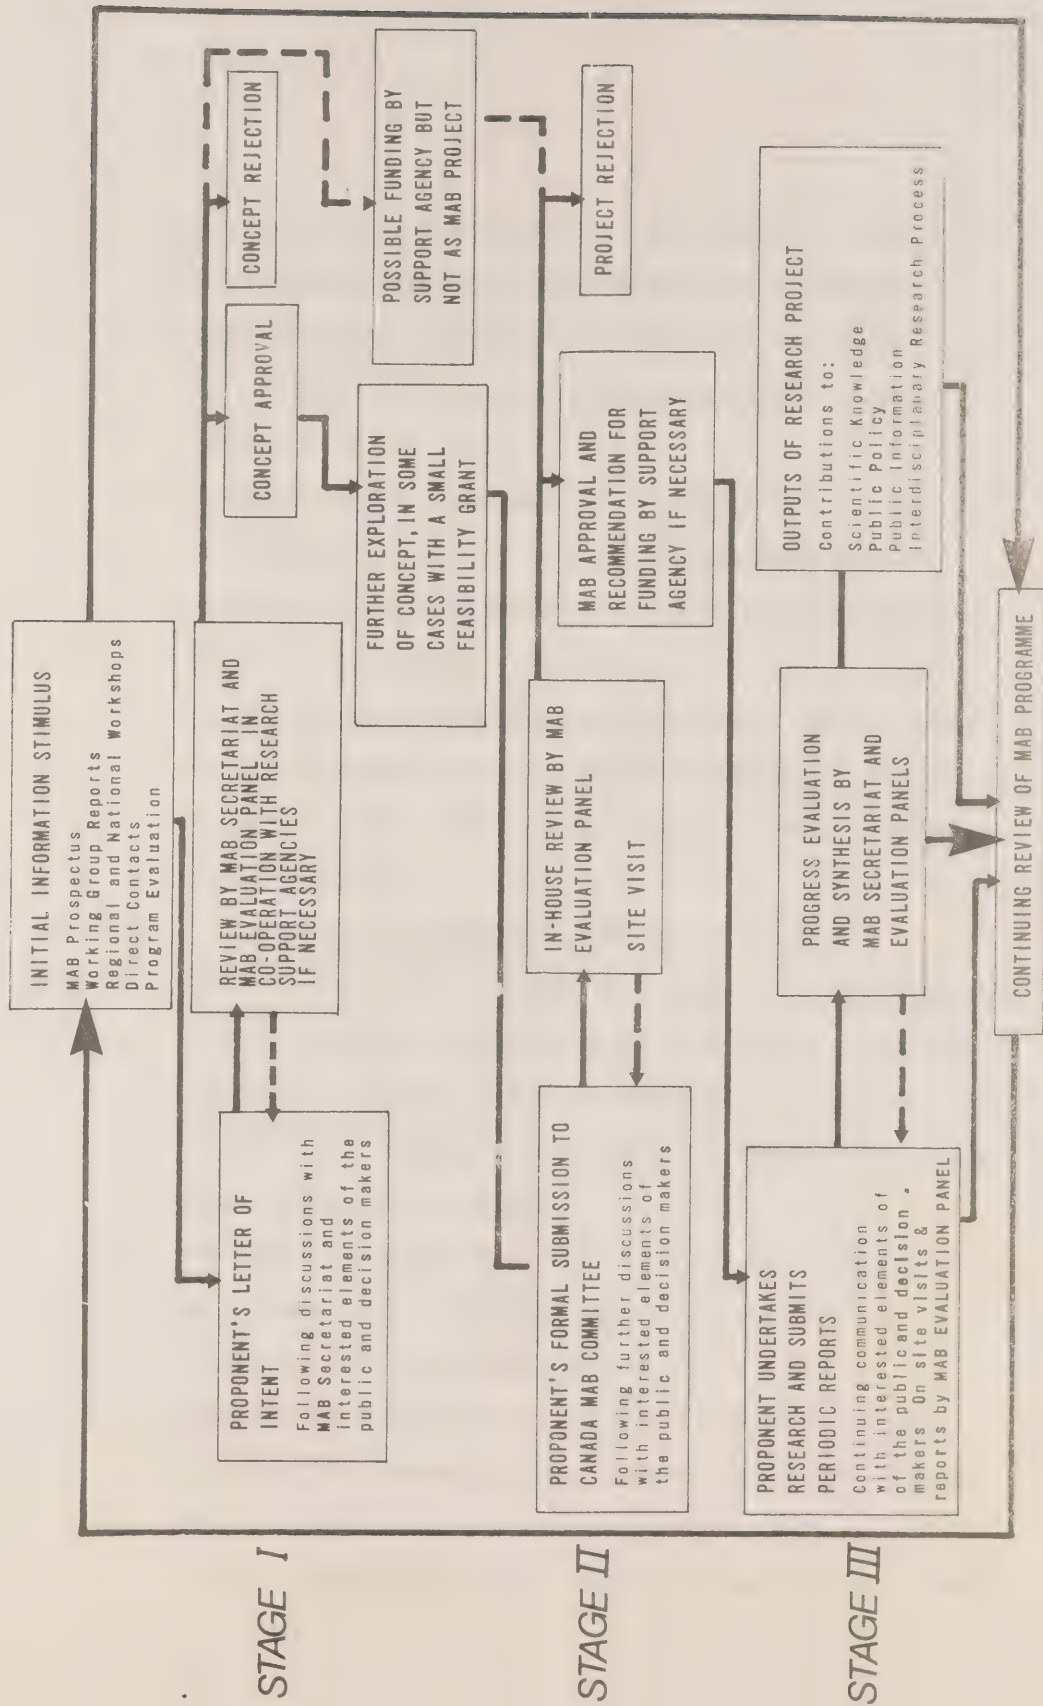 INITIAL INFORMATION STIMULUS
MAB Prospectus
Working Group Reports
Regional and National Workshops
Direct Contacts
Program Evaluation
STAGE I
PROPONENT'S LETTER OF
INTENT
Following discussions with
MAB Secretariat and
interested elements of the
public and decision makers
REVIEW BY MAB SECRETARIAT AND
MAB EVALUATION PANEL IN
CO-OPERATION WITH RESEARCH
SUPPORT AGENCIES
IF NECESSARY
CONCEPT APPROVAL
CONCEPT REJECTION
FURTHER EXPLORATION
OF CONCEPT, IN SOME
CASES WITH A SMALL
FEASIBILITY GRANT
POSSIBLE FUNDING BY
SUPPORT AGENCY BUT
NOT AS MAB PROJECT
STAGE II
PROPONENT'S FORMAL SUBMISSION TO
CANADA MAB COMMITTEE
Following further discussions
with interested elements of
the public and decision makers
IN-HOUSE REVIEW BY MAB
EVALUATION PANEL
SITE VISIT
MAB APPROVAL AND
RECOMMENDATION FOR
FUNDING BY SUPPORT
AGENCY IF NECESSARY
PROJECT REJECTION
STAGE III
PROPONENT UNDERTAKES
RESEARCH AND SUBMITS
PERIODIC REPORTS
Continuing communication
with interested elements of
of the public and decision .
makers On site visits &
reports by MAB EVALUATION PANEL
PROGRESS EVALUATION
AND SYNTHESIS BY
MAB SECRETARIAT AND
EVALUATION PANELS
OUTPUTS OF RESEARCH PROJECT
Contributions to:
Scientific Knowledge
Public Policy
Public Information
Interdisciplanary Research Process
CONTINUING REVIEW OF MAB PROGRAMME